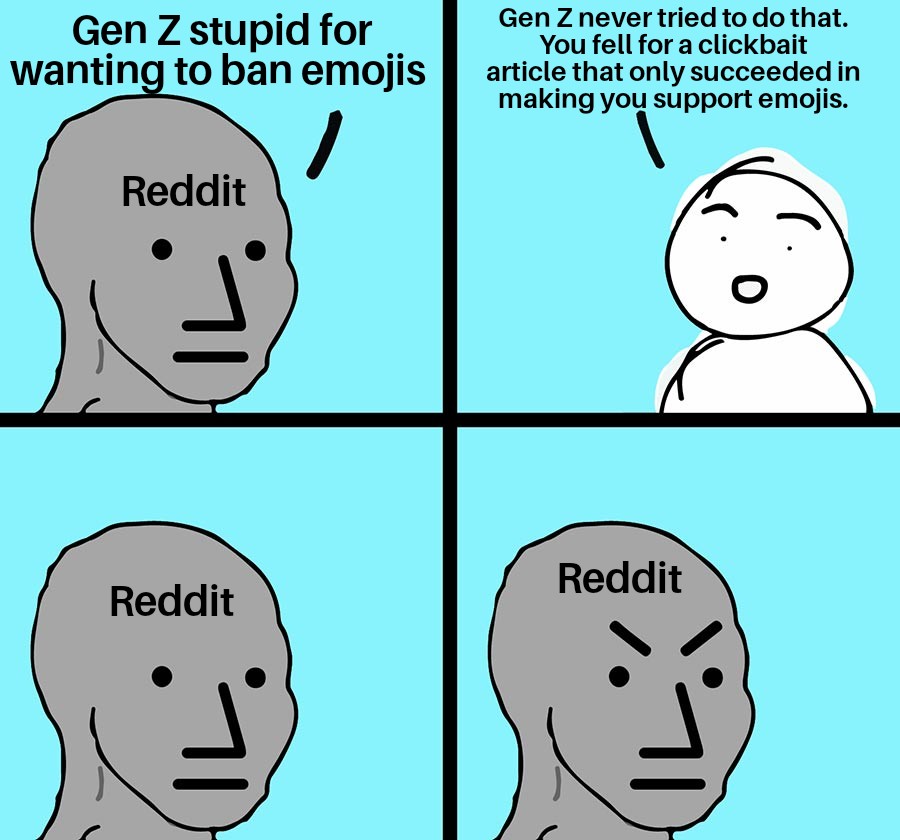 Gen Z stupid for
wanting to ban emojis
Reddit
Gen Z never tried to do that.
You fell for a clickbait
article that only succeeded in
making you support emojis.
Reddit
Reddit